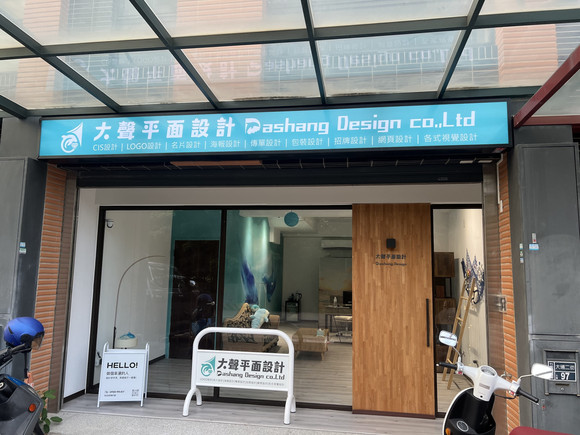 大聲平面設計 Dashang Design co.,Ltd
CIS設計 | LOGO設計 | 名片設計 | 海報設計 | 傳單設計 | 包裝設計 | 招牌設計 | 網頁設計 | 各式視覺設計
大聲平面設計
Dashang Design
大聲平面設計
Dashang Design co.,Ltd
HELLO!
97